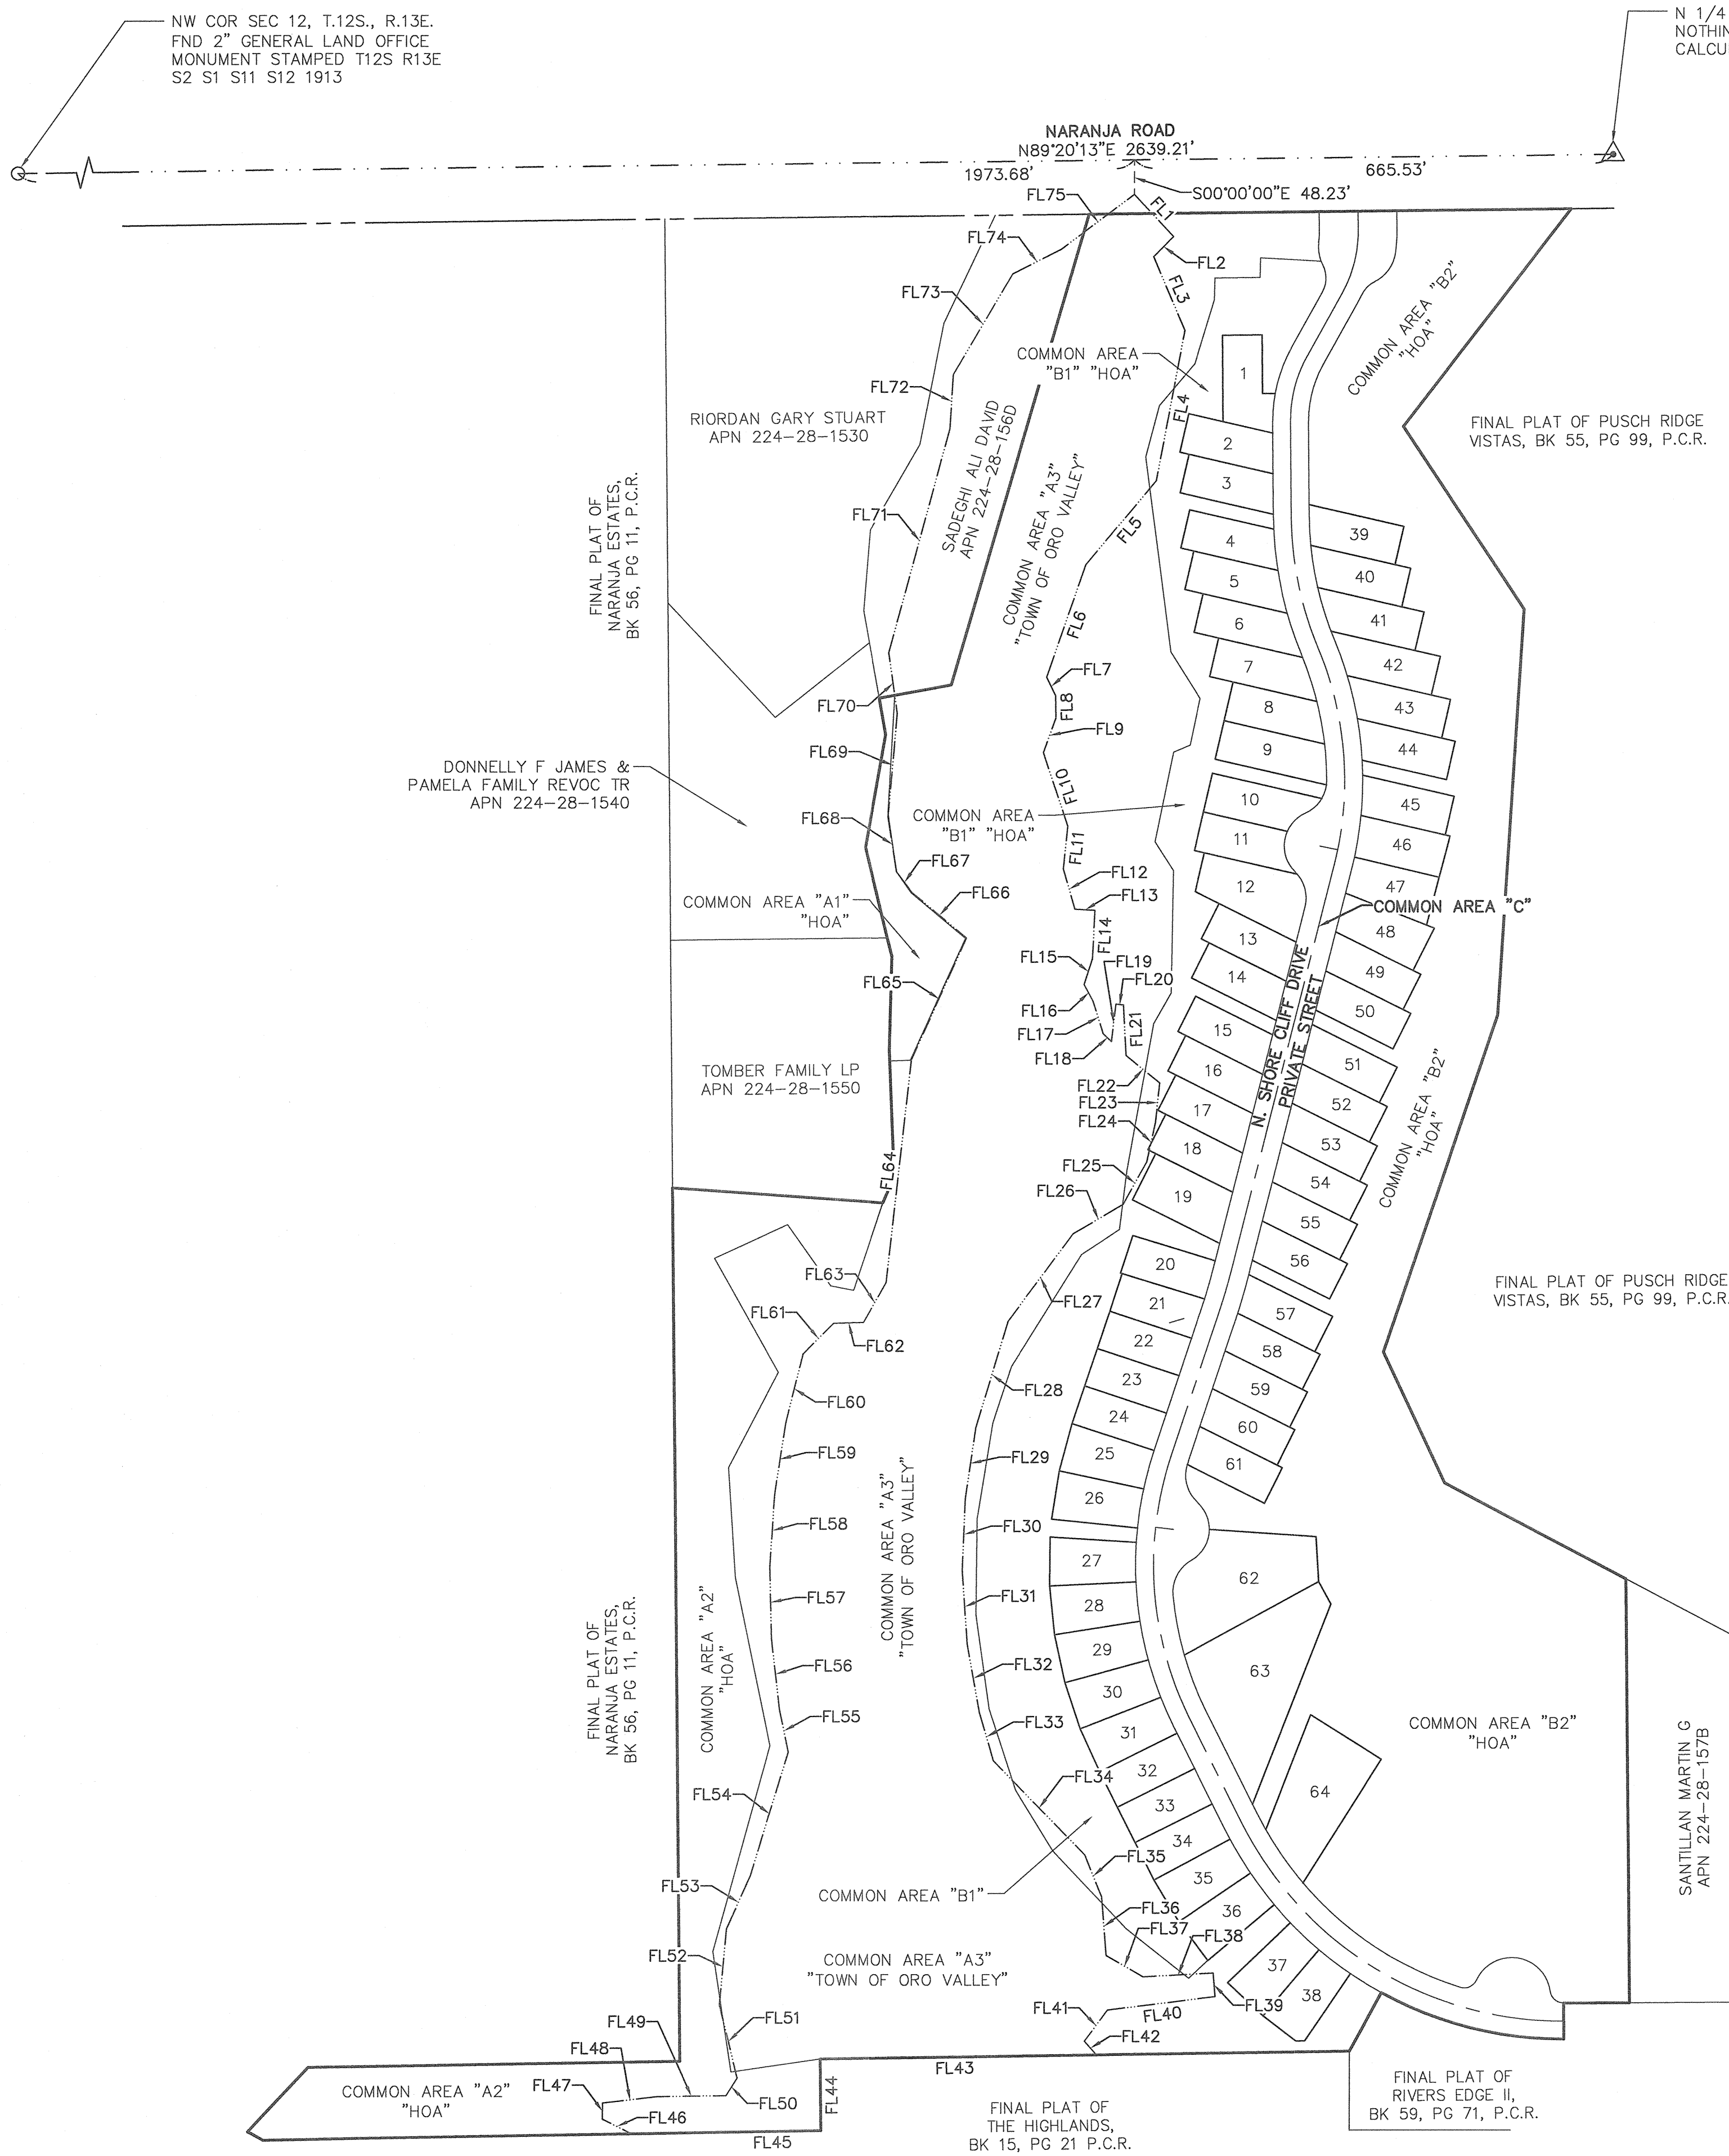 NW COR SEC 12, T.12S., R.13E.
FND 2" GENERAL LAND OFFICE
MONUMENT STAMPED T12S R13E
S2 S1 S11 S12 1913
N 1/4
NARANJA ROAD
N89°20'13"E 2639.21'
1973.68'
665.53'
S00°00'00"E 48.23'
FL75
FL1
FL74
FL2
FL73
FL3
COMMON AREA "B2"
"HOA"
COMMON AREA
"B1" "HOA"
1
FL72
FL4
RIORDAN GARY STUART
APN 224-28-1530
SADEGHI ALI DAVID
APN 224-28-156D
2
3
FINAL PLAT OF PUSCH RIDGE
VISTAS, BK 55, PG 99, P.C.R.
FINAL PLAT OF
NARANJA ESTATES,
BK 56, PG 11, P.C.R.
COMMON AREA "A3"
"TOWN OF ORO VALLEY"
FL71
FL5
4
39
5
40
FL6
6
41
7
42
FL7
FL70
FL8
8
43
FL9
9
44
FL69
DONNELLY F JAMES &
PAMELA FAMILY REVOC TR
APN 224-28-1540
FL10
10
45
FL68
COMMON AREA
"B1" "HOA"
11
46
FL11
FL67
FL12
12
47
FL66
FL13
COMMON AREA "A1"
"HOA"
COMMON AREA "C"
FL14
13
48
FL15
FL19
14
49
FL65
FL20
FL16
50
FL17
FL21
15
FL18
N. SHORE CLIFF DRIVE
PRIVATE STREET
51
TOMBER FAMILY LP
APN 224-28-1550
16
FL22
52
FL23
17
FL24
53
18
COMMON AREA "B2"
"HOA"
FL64
FL25
54
FL26
19
55
20
56
FL63
FL27
21
57
FINAL PLAT OF PUSCH RIDGE
VISTAS, BK 55, PG 99, P.C.R.
FL61
FL62
22
58
23
59
FL28
FL60
24
60
FL59
FL29
25
61
26
FL58
FL30
COMMON AREA "A3"
"TOWN OF ORO VALLEY"
27
62
FL57
FL31
28
FINAL PLAT OF
NARANJA ESTATES,
BK 56, PG 11, P.C.R.
COMMON AREA "A2"
"HOA"
29
FL56
FL32
63
30
FL55
FL33
31
COMMON AREA "B2"
"HOA"
SANTILLAN MARTIN G
APN 224-28-157B
FL34
32
FL54
33
64
34
FL35
35
FL53
COMMON AREA "B1"
FL36
36
FL37
FL38
FL52
COMMON AREA "A3"
"TOWN OF ORO VALLEY"
37
38
FL39
FL41
FL40
FL51
FL49
FL42
FL48
FL43
FL47
FL50
FL44
FL46
COMMON AREA "A2"
"HOA"
FINAL PLAT OF
RIVERS EDGE II,
BK 59, PG 71, P.C.R.
FL45
FINAL PLAT OF
THE HIGHLANDS,
BK 15, PG 21 P.C.R.